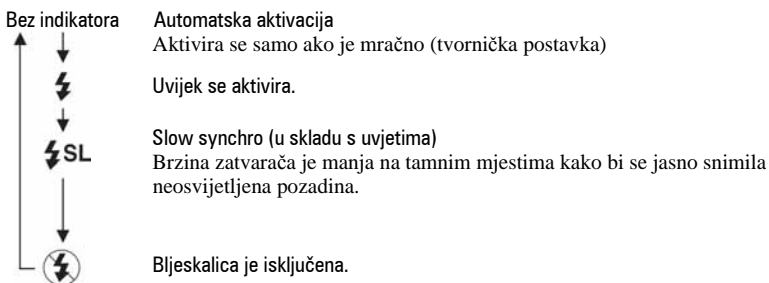 Bez indikatora Automatska aktivacija
Aktivira se samo ako je mračno (tvornička postavka)
Uvijek se aktivira.
Slow synchro (u skladu s uvjetima)
SL
Brzina zatvarača je manja na tamnim mjestima kako bi se jasno snimila
neosvijetljena pozadina.
Bljeskalica je isključena.